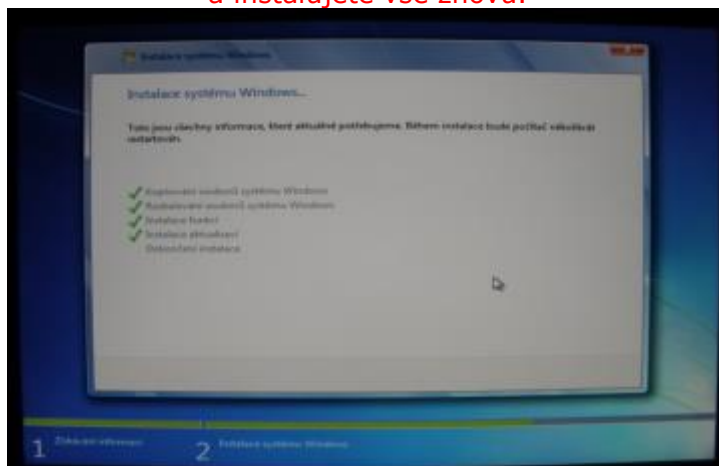 a instalujete vše znovu!
Instalace systému Windows
Instalace systému Windows...
Toto jsou všechny informace, které aktuálně potřebujeme. Během instalace bude počítač několikrát
restartován.
Kopírování souborů systému Windows
Rozbalování souborů systému Windows
Instalace funkcí
Instalace aktualizací
Dokončení instalace
1 Získávání informací
2 Instalace systému Windows